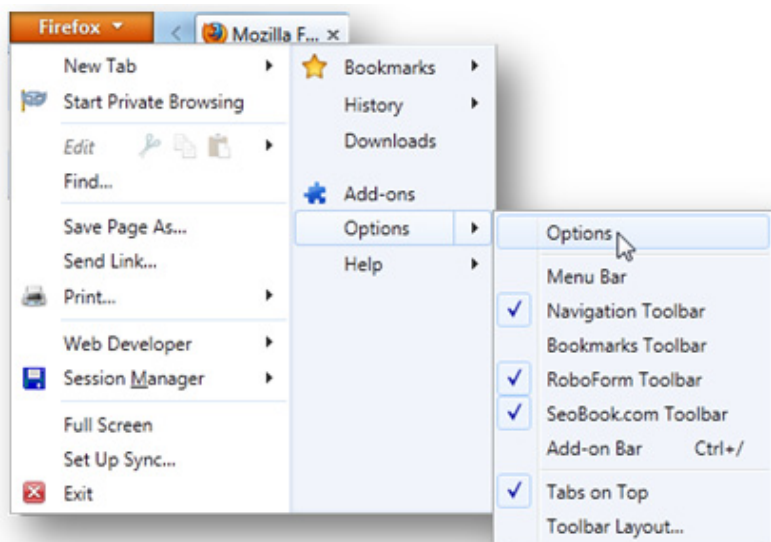 Firefox
Mozilla F...
New Tab
Start Private Browsing
Edit
Find...
Save Page As...
Send Link...
Print...
Web Developer
Session Manager
Full Screen
Set Up Sync...
Exit
Bookmarks
History
Downloads
Add-ons
Options
Help
Options
Menu Bar
Navigation Toolbar
Bookmarks Toolbar
RoboForm Toolbar
SeoBook.com Toolbar
Add-on Bar Ctrl+/
Tabs on Top
Toolbar Layout...